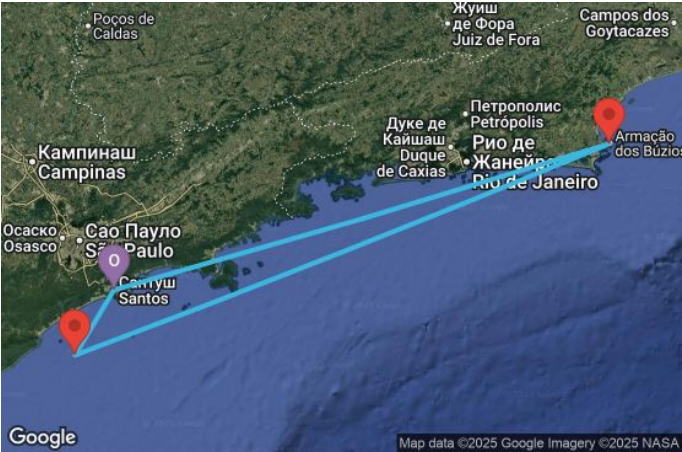 Poços de
Caldas
Жуиш
де Фора
Juiz de Fora
Campos dos
Goytacazes
Петрополис
Petrópolis
Дуке де
Кайшаш
Duque
de Caxias
Рио де
Жанейро
Rio de Janeiro
Armação
dos Búzios
Кампинаш
Campinas
Осаско
Osasco
Сао Пауло
São Paulo
O
Сантуш
Santos
Google
Map data ©2025 Google Imagery ©2025 NASA